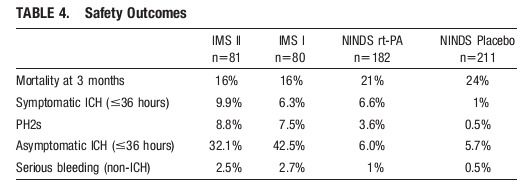 TABLE 4. Safety Outcomes
IMS II IMS I NINDS rt-PA NINDS Placebo
n=81 n=80 n=182 n=211
Mortality at 3 months 16% 16% 21% 24%
Symptomatic ICH (≤36 hours) 9.9% 6.3% 6.6% 1%
PH2s 8.8% 7.5% 3.6% 0.5%
Asymptomatic ICH (≤36 hours) 32.1% 42.5% 6.0% 5.7%
Serious bleeding (non-ICH) 2.5% 2.7% 1% 0.5%